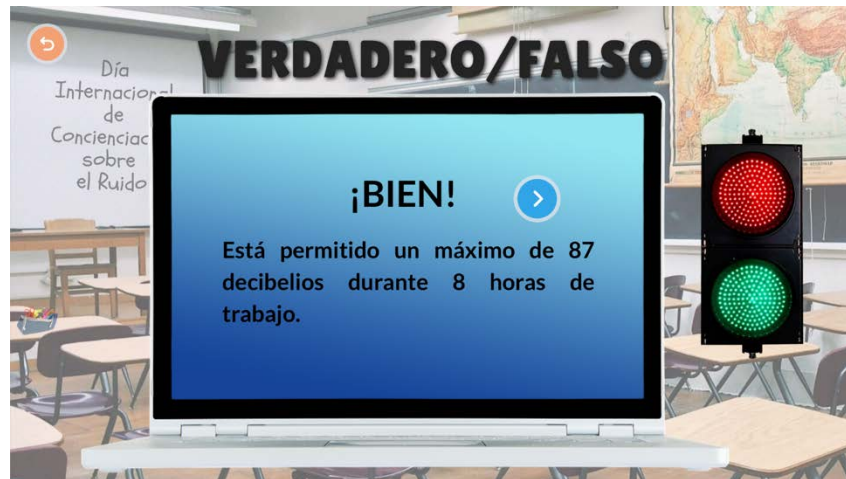 VERDADERO/FALSO
Día
Internacional
de
Concienciac
sobre
el Ruido
¡BIEN!
Está permitido un máximo de 87
decibelios durante 8 horas de
trabajo.